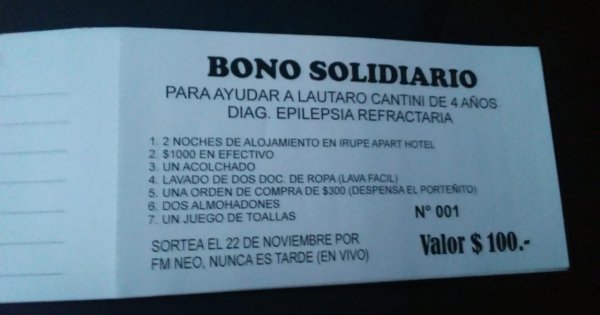 BONO SOLIDIARIO
PARA AYUDAR A LAUTARO CANTINI DE 4 AÑOS
DIAG. EPILEPSIA REFRACTARIA
1. 2 NOCHES DE ALOJAMIENTO EN IRUPE APART HOTEL
2. $1000 EN EFECTIVO
3. UN ACOLCHADO
4. LAVADO DE DOS DOC. DE ROPA (LAVA FACIL)
5. UNA ORDEN DE COMPRA DE $300 (DESPENSA EL PORTEÑITO)
6. DOS ALMOHADONES
7. UN JUEGO DE TOALLAS
N° 001
SORTEA EL 22 DE NOVIEMBRE POR
FM NEO, NUNCA ES TARDE (EN VIVO)
Valor $ 100.-